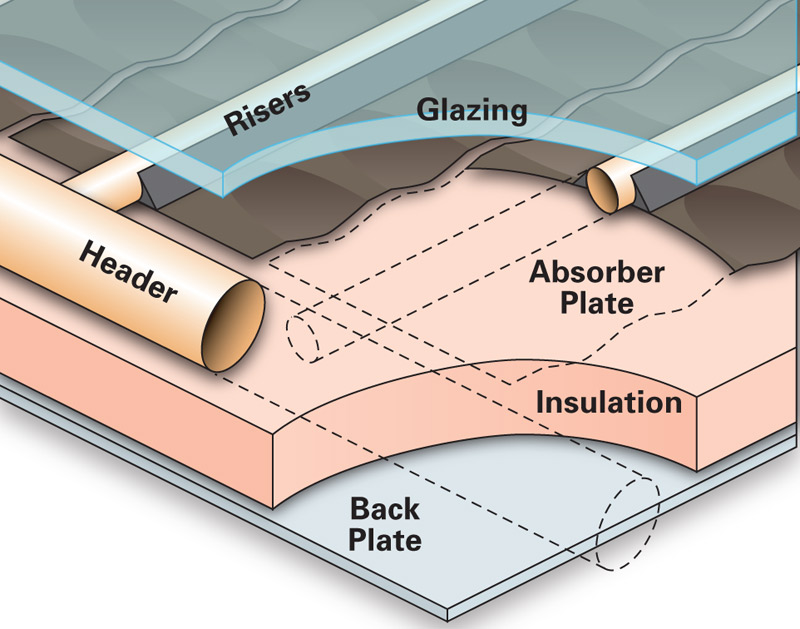 Risers
Glazing
Header
Absorber
Plate
Insulation
Back
Plate